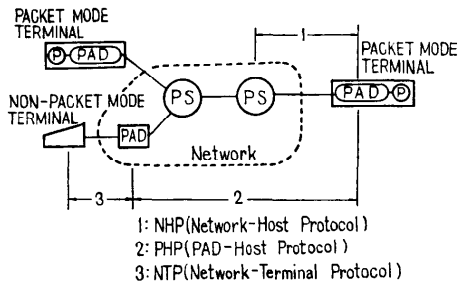 PACKET MODE
TERMINAL
P PAD
1
PACKET MODE
TERMINAL
PAD P
NON-PACKET MODE
TERMINAL
PS
PS
PAD
Network
3
2
1: NHP(Network-Host Protocol)
2: PHP(PAD-Host Protocol)
3: NTP(Network-Terminal Protocol)